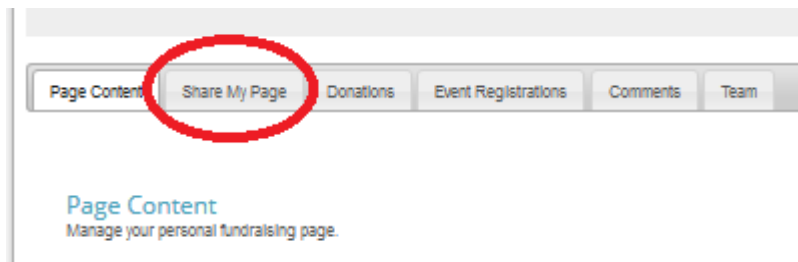 Page Content Share My Page Donations Event Registrations Comments Team
Page Content
Manage your personal fundraising page.